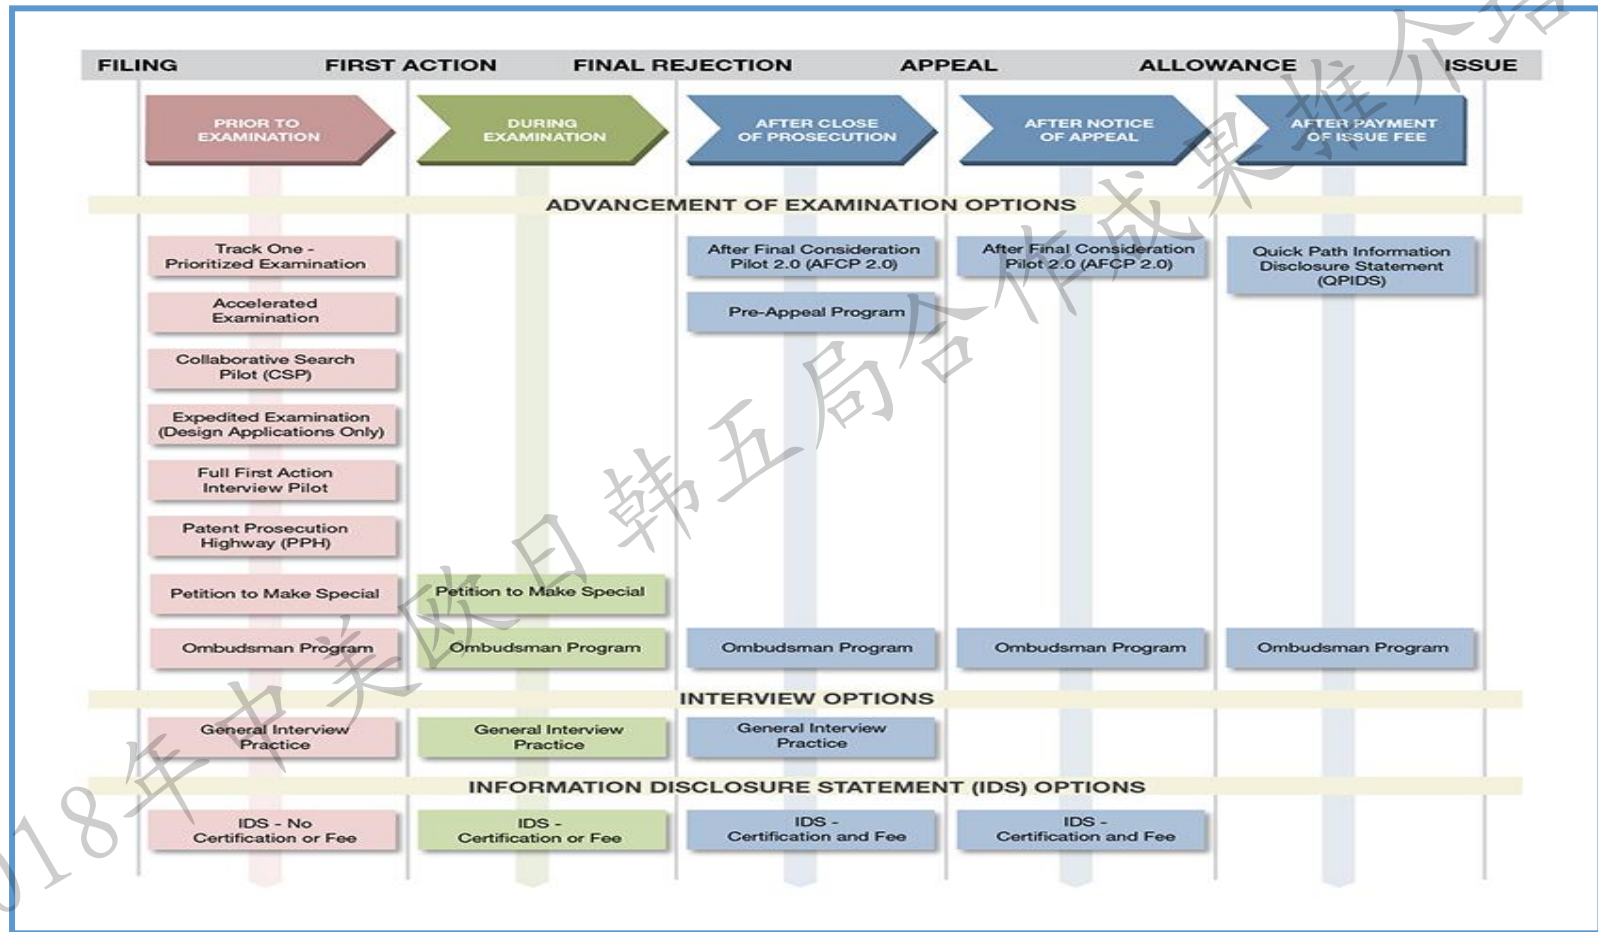 FILING FIRST ACTION FINAL REJECTION APPEAL ALLOWANCE ISSUE
PRIOR TO
EXAMINATION
DURING
EXAMINATION
AFTER CLOSE
OF PROSECUTION
AFTER NOTICE
OF APPEAL
AFTER PAYMENT
OF ISSUE FEE
ADVANCEMENT OF EXAMINATION OPTIONS
Track One -
Prioritized Examination
After Final Consideration
Pilot 2.0 (AFCP 2.0)
After Final Consideration
Pilot 2.0 (AFCP 2.0)
Quick Path Information
Disclosure Statement
(QPIDS)
Accelerated
Examination
Pre-Appeal Program
Collaborative Search
Pilot (CSP)
Expedited Examination
(Design Applications Only)
Full First Action
Interview Pilot
Patent Prosecution
Highway (PPH)
Petition to Make Special
Petition to Make Special
Ombudsman Program
Ombudsman Program
Ombudsman Program
Ombudsman Program
Ombudsman Program
INTERVIEW OPTIONS
General Interview
Practice
General Interview
Practice
General Interview
Practice
INFORMATION DISCLOSURE STATEMENT (IDS) OPTIONS
IDS - No
Certification or Fee
IDS -
Certification or Fee
IDS -
Certification and Fee
IDS -
Certification and Fee
018年中美欧日韩五局合作成果推介培